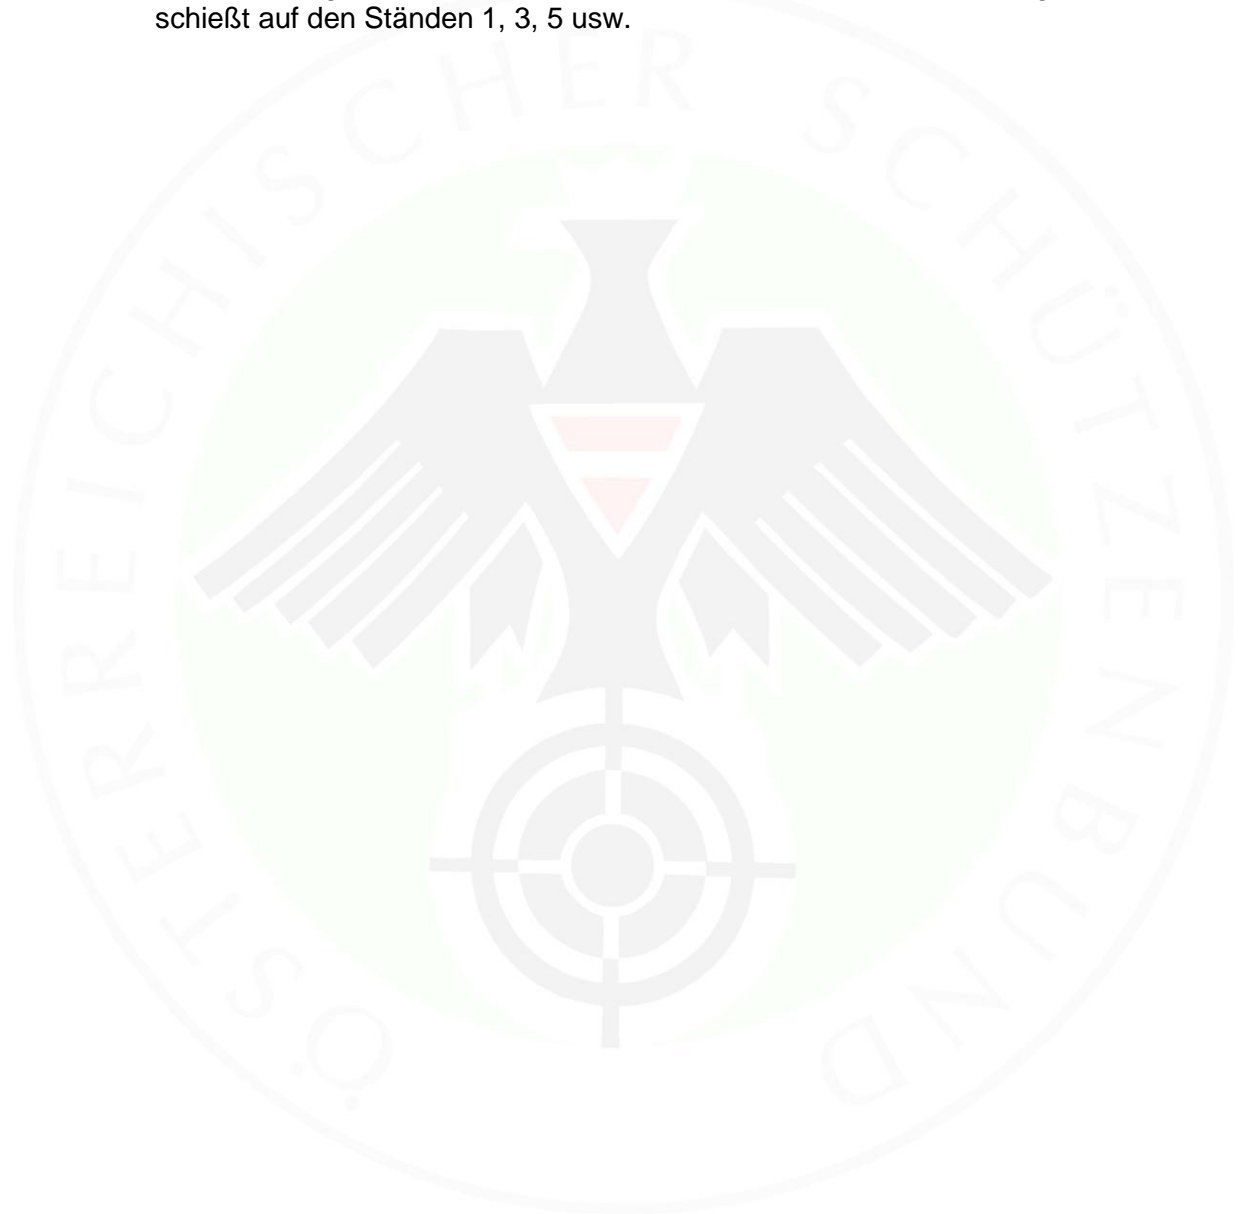 schießt auf den Ständen 1, 3, 5 usw.
ÖSTERREICHISCHER SCHÜTZENBUND